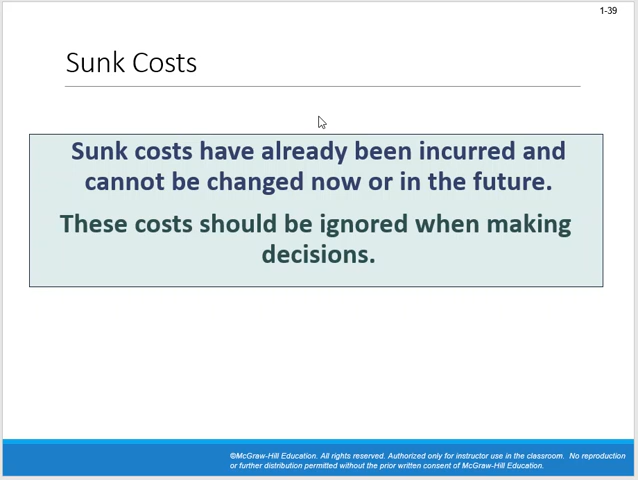 1-39
Sunk Costs
Sunk costs have already been incurred and
cannot be changed now or in the future.
These costs should be ignored when making
decisions.
©McGraw-Hill Education. All rights reserved. Authorized only for instructor use in the classroom.  No reproduction
or further distribution permitted without the prior written consent of McGraw-Hill Education.